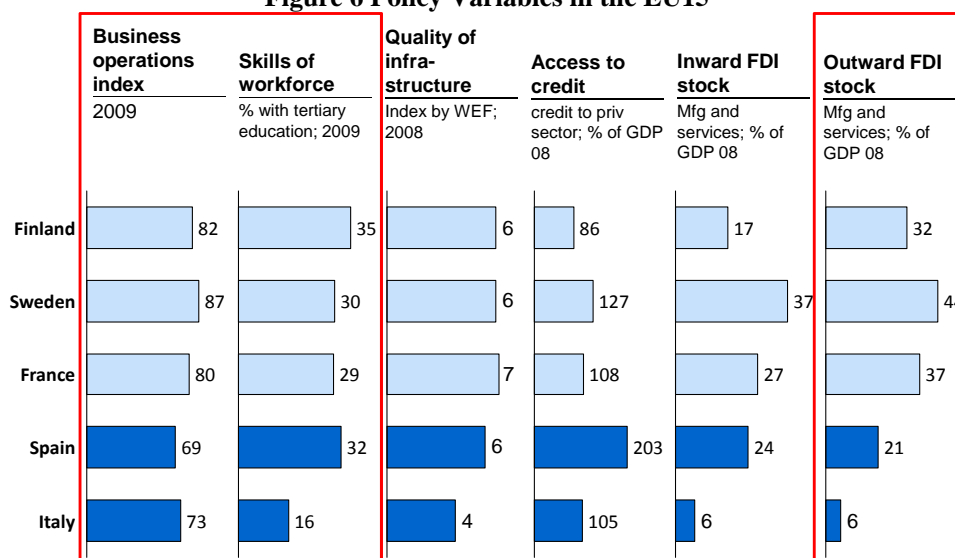 Figure 6 Policy Variables in the EU15
Business
operations
index
2009
Skills of
workforce
% with tertiary
education; 2009
Quality of
infra-
structure
Index by WEF;
2008
Access to
credit
credit to priv
sector; % of GDP
08
Inward FDI
stock
Mfg and
services; % of
GDP 08
Outward FDI
stock
Mfg and
services; % of
GDP 08
Finland 82 35 6 86 17 32
Sweden 87 30 6 127 37 44
France 80 29 7 108 27 37
Spain 69 32 6 203 24 21
Italy 73 16 4 105 6 6